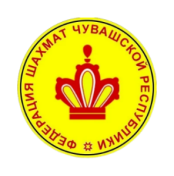 ФЕДЕРАЦИЯ ШАХМАТ ЧУВАШСКОЙ РЕСПУБЛИКИ